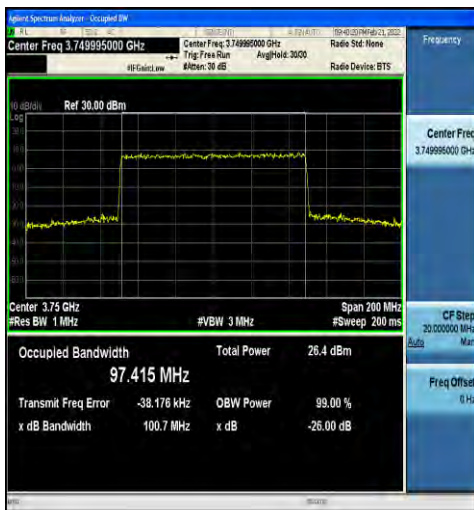 Agilent Spectrum Analyzer - Occupied BW
Center Freq 3.749995000 GHz
Center Freq: 3.749995000 GHz
Trig: Free Run
Avg|Hold: 30/30
#IFGain:Low
#Atten: 30 dB
Radio Std: None
Radio Device: BTS
Frequency
10 dB/div
Ref 30.00 dBm
Log
Center Freq
3.749995000 GHz
Center 3.75 GHz
Span 200 MHz
#Res BW 1 MHz
#VBW 3 MHz
#Sweep 200 ms
CF Step
20.000000 MHz
Auto
Man
Occupied Bandwidth
Total Power
26.4 dBm
97.415 MHz
Transmit Freq Error
-38.176 kHz
OBW Power
99.00 %
x dB Bandwidth
100.7 MHz
x dB
-26.00 dB
Freq Offset
0 Hz